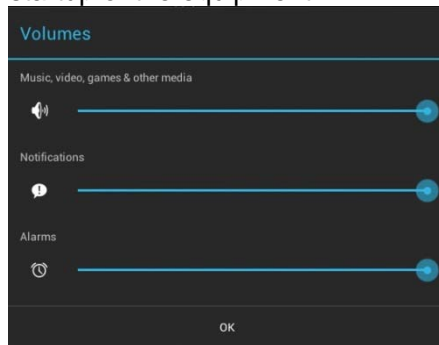 Volumes
Music, video, games & other media
Notifications
Alarms
OK